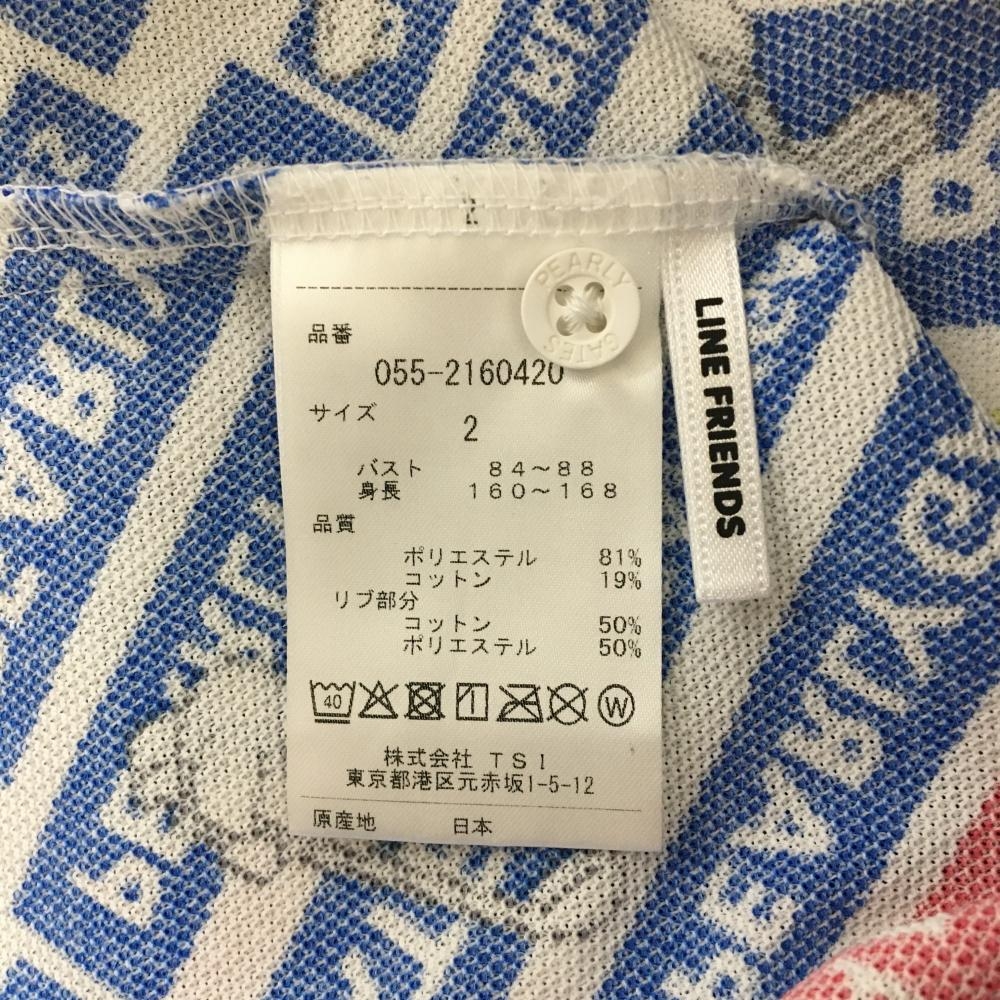 2
PEARLY
GATES
品番
055-2160420
サイズ
2
バスト 84～88
身長 160～168
品質
ポリエステル 81%
コットン 19%
リブ部分
コットン 50%
ポリエステル 50%
40
W
株式会社 TSI
東京都港区元赤坂1-5-12
原産地 日本
LINE FRIENDS